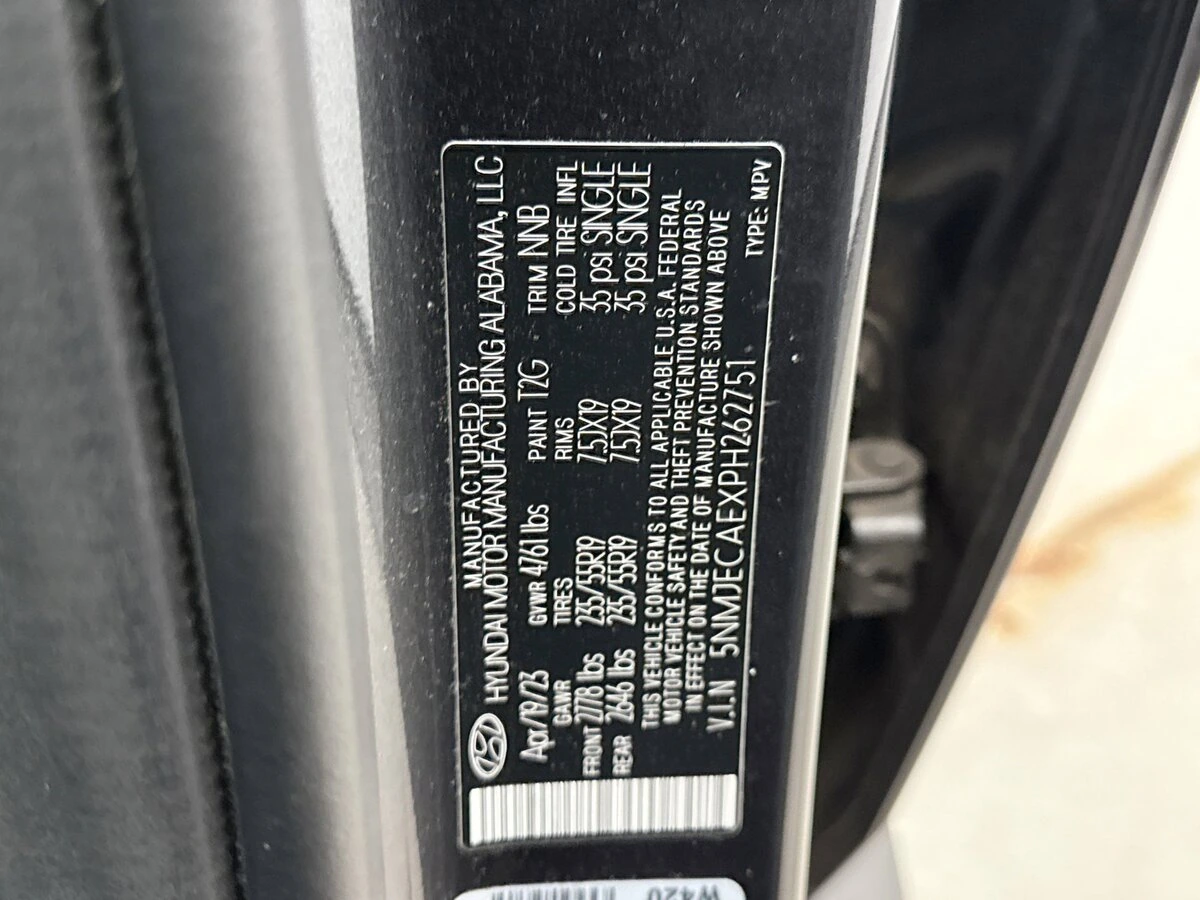 MANUFACTURED BY
HYUNDAI MOTOR MANUFACTURING ALABAMA, LLC
Apr/19/23 GVWR 4761 lbs PAINT T2G TRIM NNB
GAWR TIRES RIMS COLD TIRE INFL
FRONT 2778 lbs 235/55R19 7.5JX19 35 psi SINGLE
REAR 2646 lbs 235/55R19 7.5JX19 35 psi SINGLE
THIS VEHICLE CONFORMS TO ALL APPLICABLE U.S.A. FEDERAL
MOTOR VEHICLE SAFETY AND THEFT PREVENTION STANDARDS
IN EFFECT ON THE DATE OF MANUFACTURE SHOWN ABOVE
V.I.N 5NMJECAEXPH262751 TYPE: MPV
W420